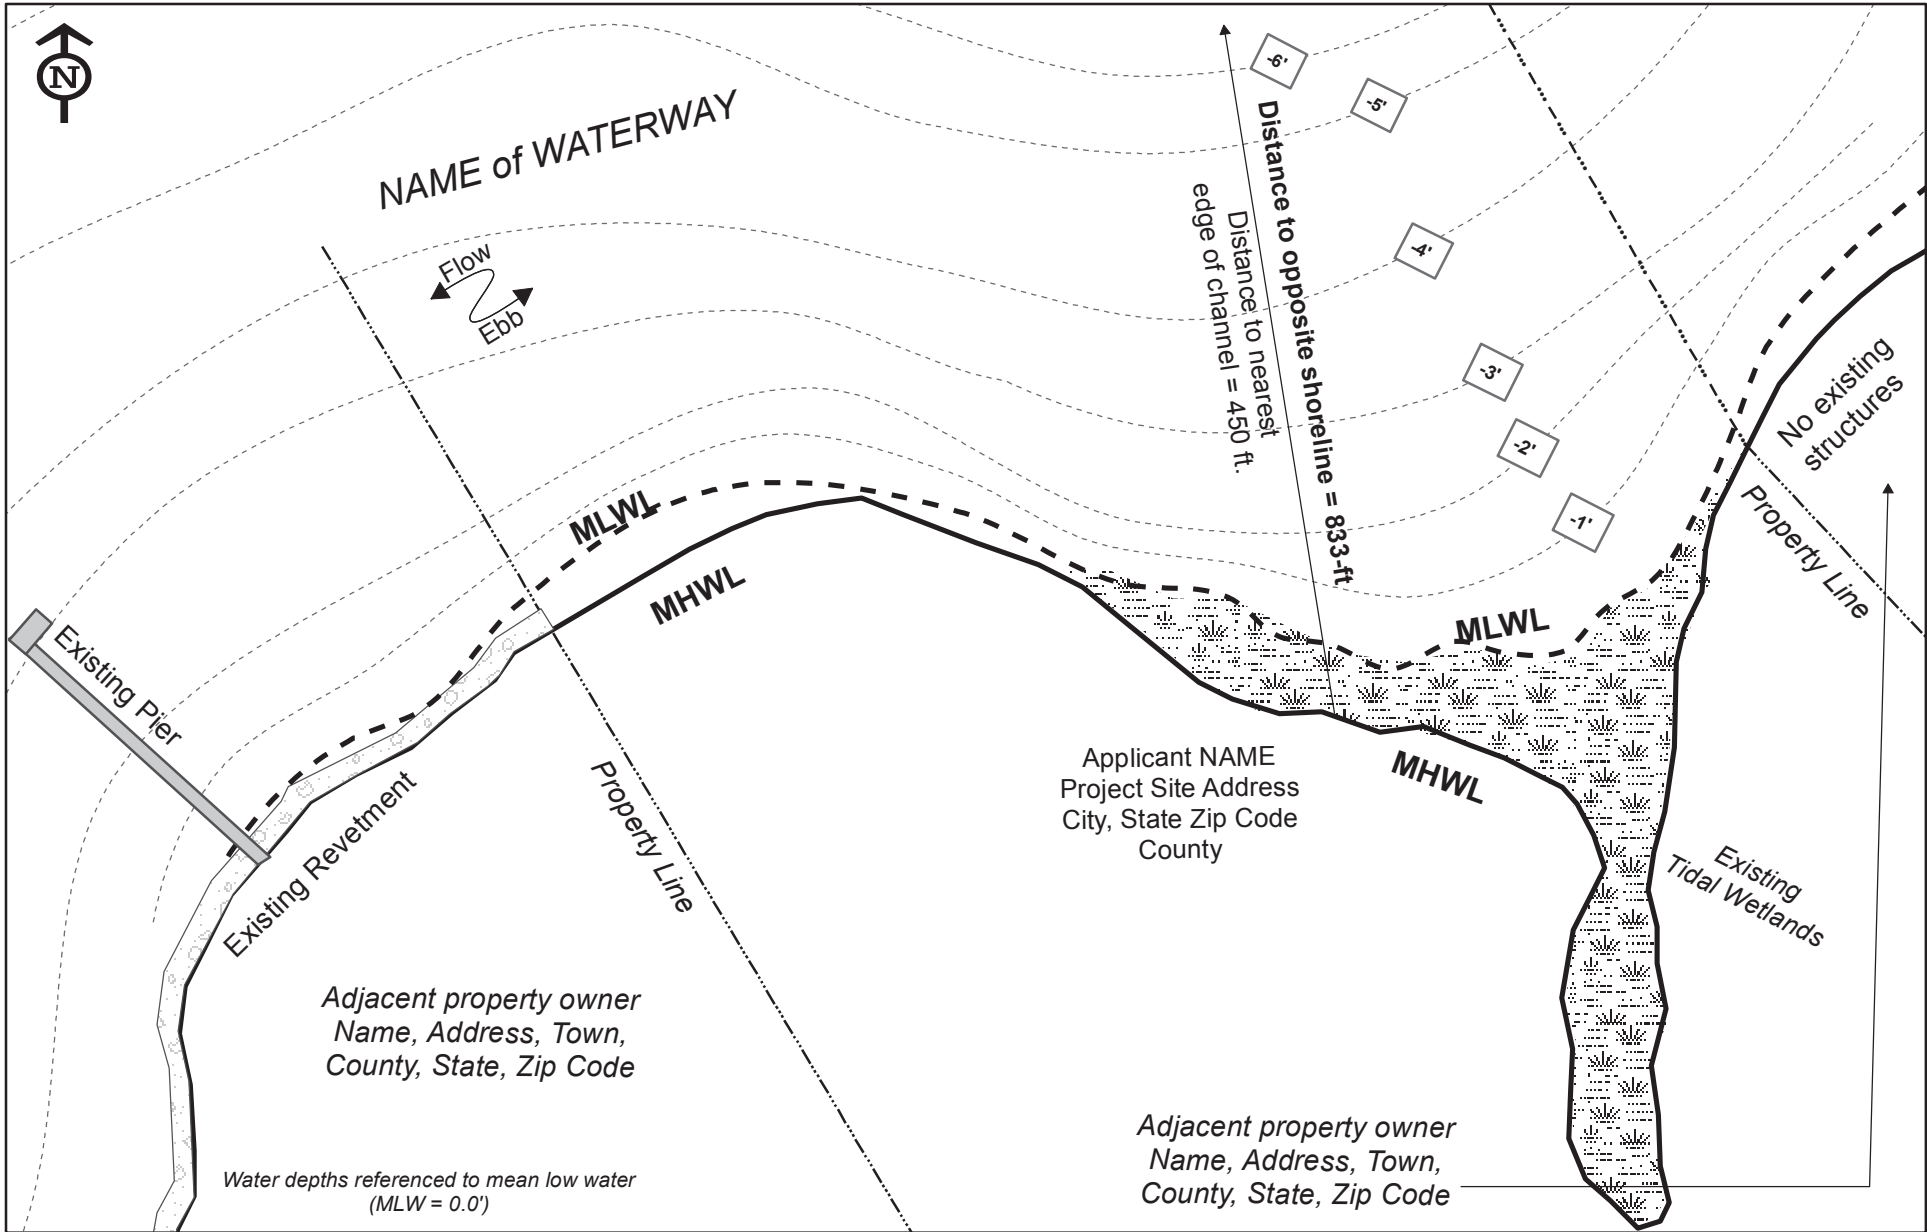 N
NAME of WATERWAY
Flow
Ebb
-6'
-5'
-4'
-3'
-2'
-1'
Distance to opposite shoreline = 833-ft
Distance to nearest
edge of channel = 450 ft.
No existing
structures
Property Line
MLWL
MHWL
MLWL
MHWL
Existing Pier
Existing Revetment
Property Line
Applicant NAME
Project Site Address
City, State Zip Code
County
Existing
Tidal Wetlands
Adjacent property owner
Name, Address, Town,
County, State, Zip Code
Adjacent property owner
Name, Address, Town,
County, State, Zip Code
Water depths referenced to mean low water
(MLW = 0.0')